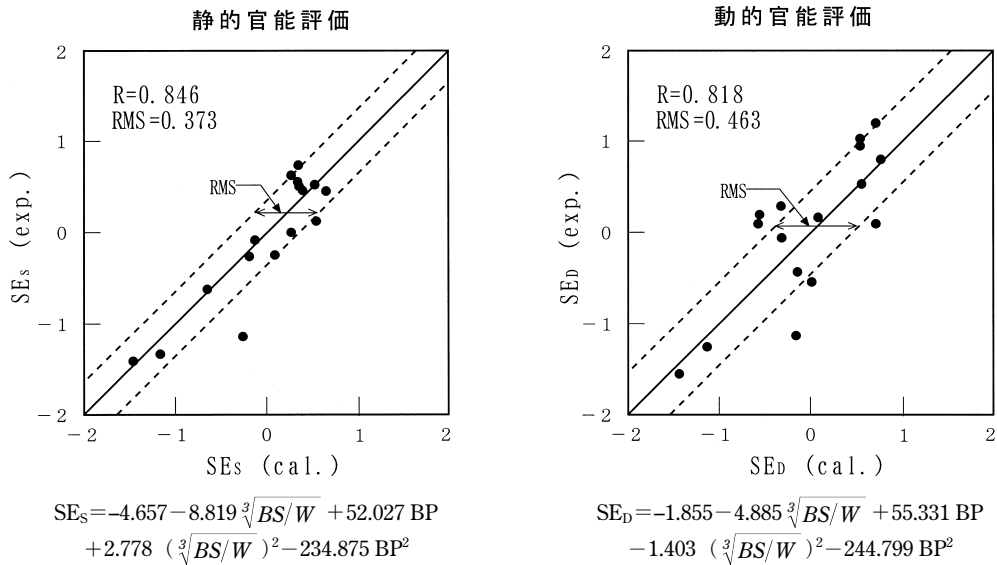 静的官能評価
2
1
0
－1
－2
－2
－1
0
1
2
R=0.846
RMS=0.373
RMS
SEs (exp.)
SEs (cal.)
SEs=-4.657－8.819 ∛BS/W +52.027 BP
+2.778 (∛BS/W)²－234.875 BP²
動的官能評価
2
1
0
－1
－2
－2
－1
0
1
2
R=0.818
RMS=0.463
RMS
SED (exp.)
SED (cal.)
SED=-1.855－4.885 ∛BS/W +55.331 BP
－1.403 (∛BS/W)²－244.799 BP²